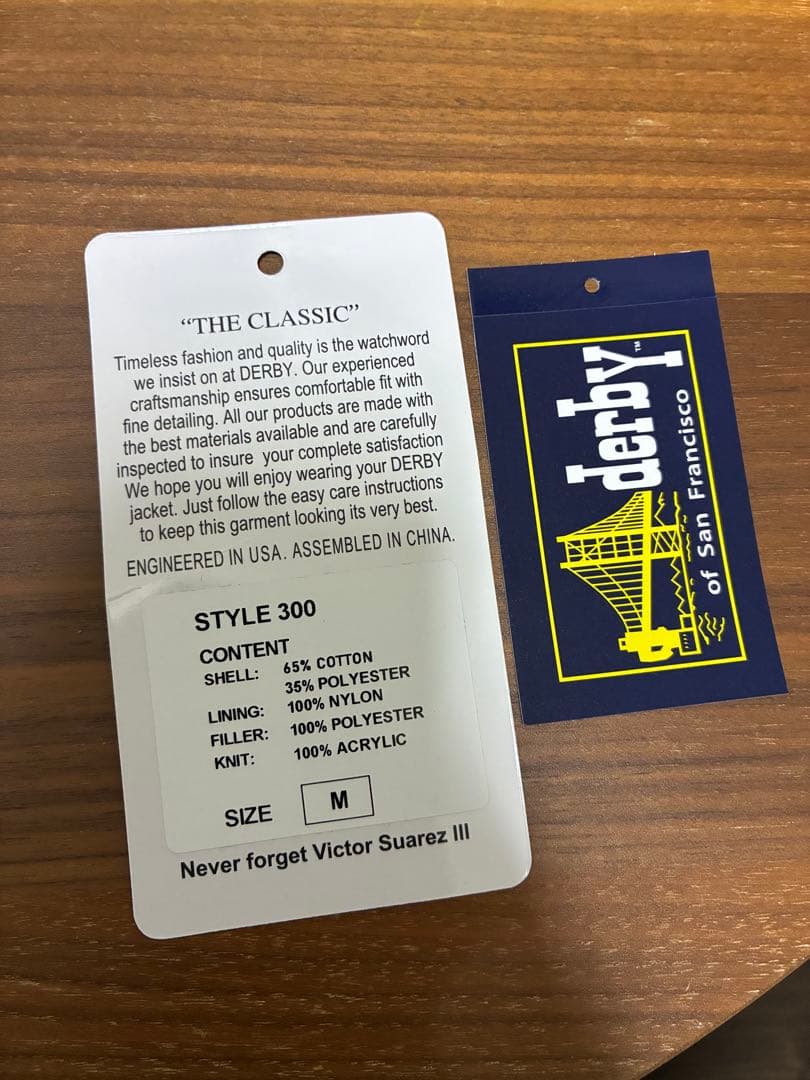 “THE CLASSIC”
Timeless fashion and quality is the watchword
we insist on at DERBY. Our experienced
craftsmanship ensures comfortable fit with
fine detailing. All our products are made with
the best materials available and are carefully
inspected to insure your complete satisfaction
We hope you will enjoy wearing your DERBY
jacket. Just follow the easy care instructions
to keep this garment looking its very best.
ENGINEERED IN USA. ASSEMBLED IN CHINA.
STYLE 300
CONTENT
SHELL: 65% COTTON
35% POLYESTER
LINING: 100% NYLON
FILLER: 100% POLYESTER
KNIT: 100% ACRYLIC
SIZE M
Never forget Victor Suarez III
derby™
of San Francisco